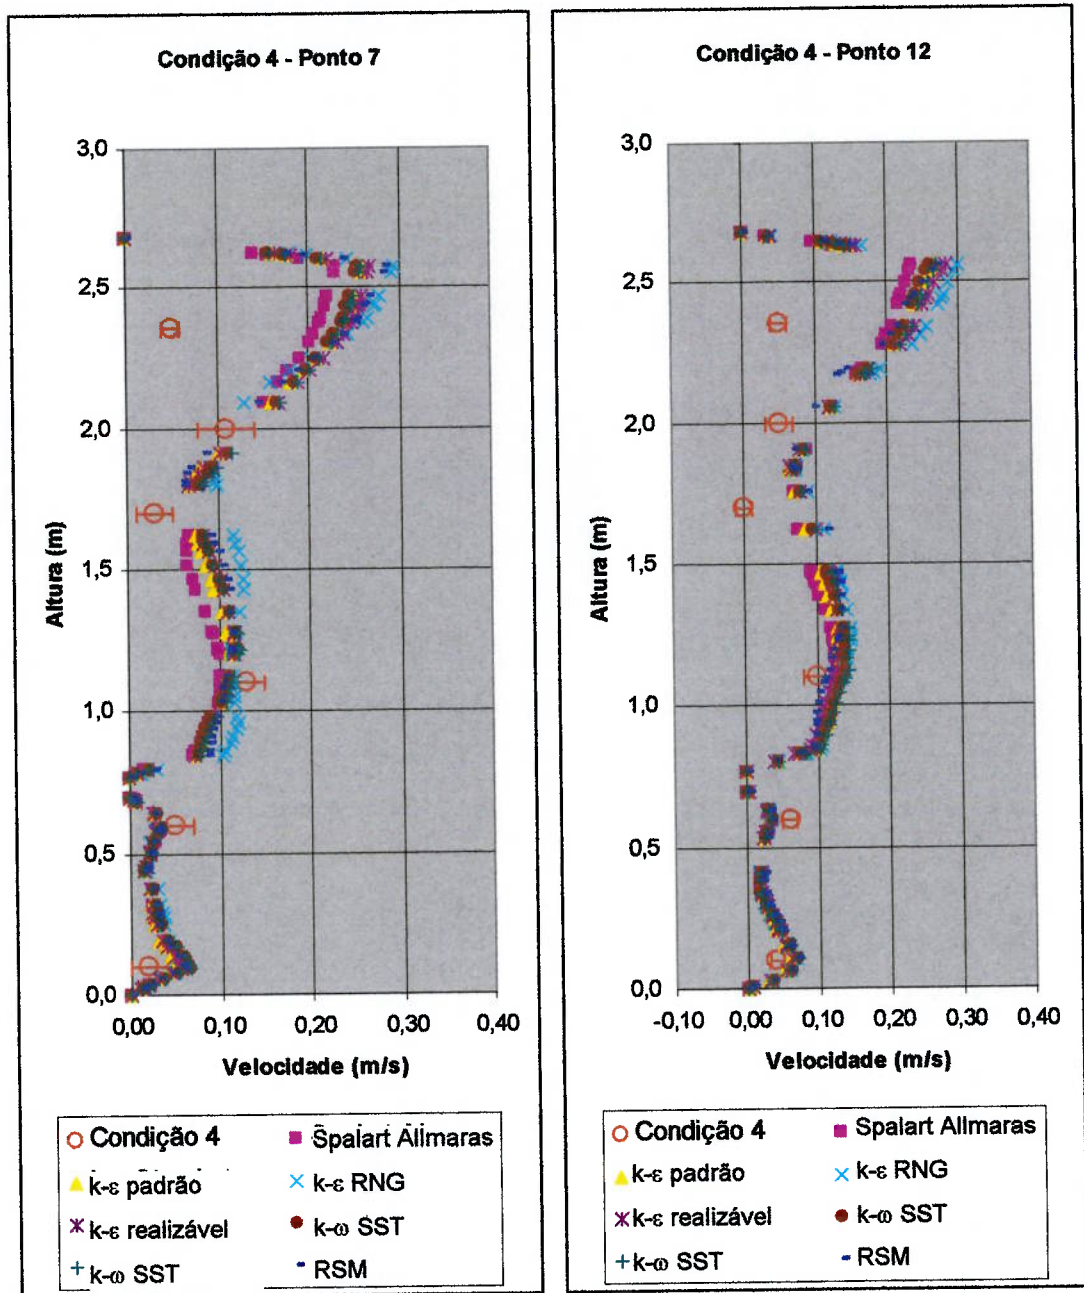 Condição 4 - Ponto 7
3,0
2,5
2,0
1,5
1,0
0,5
0,0
Altura (m)
0,00 0,10 0,20 0,30 0,40
Velocidade (m/s)
Condição 4
Spalart Allmaras
k-ε padrão
k-ε RNG
k-ε realizável
k-ω SST
k-ω SST
RSM
Condição 4 - Ponto 12
3,0
2,5
2,0
1,5
1,0
0,5
0,0
Altura (m)
-0,10 0,00 0,10 0,20 0,30 0,40
Velocidade (m/s)
Condição 4
Spalart Allmaras
k-ε padrão
k-ε RNG
k-ε realizável
k-ω SST
k-ω SST
RSM